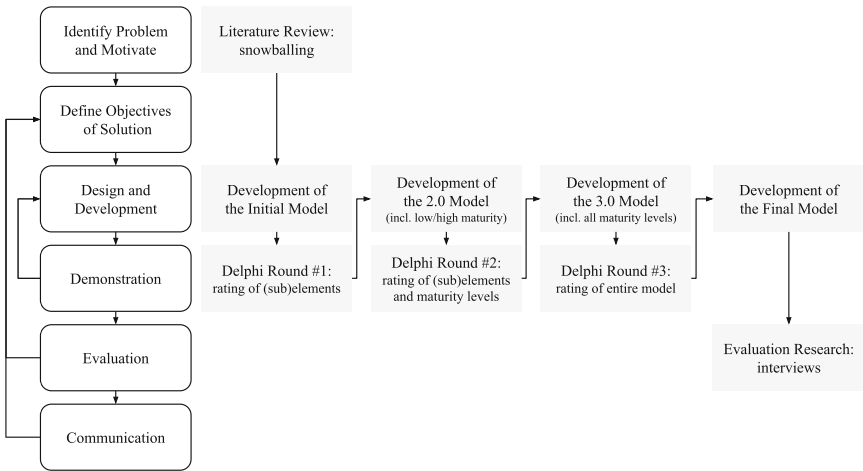 Identify Problem
and Motivate
Literature Review:
snowballing
Define Objectives
of Solution
Design and
Development
Development of
the Initial Model
Development of
the 2.0 Model
(incl. low/high maturity)
Development of
the 3.0 Model
(incl. all maturity levels)
Development of
the Final Model
Demonstration
Delphi Round #1:
rating of (sub)elements
Delphi Round #2:
rating of (sub)elements
and maturity levels
Delphi Round #3:
rating of entire model
Evaluation
Evaluation Research:
interviews
Communication